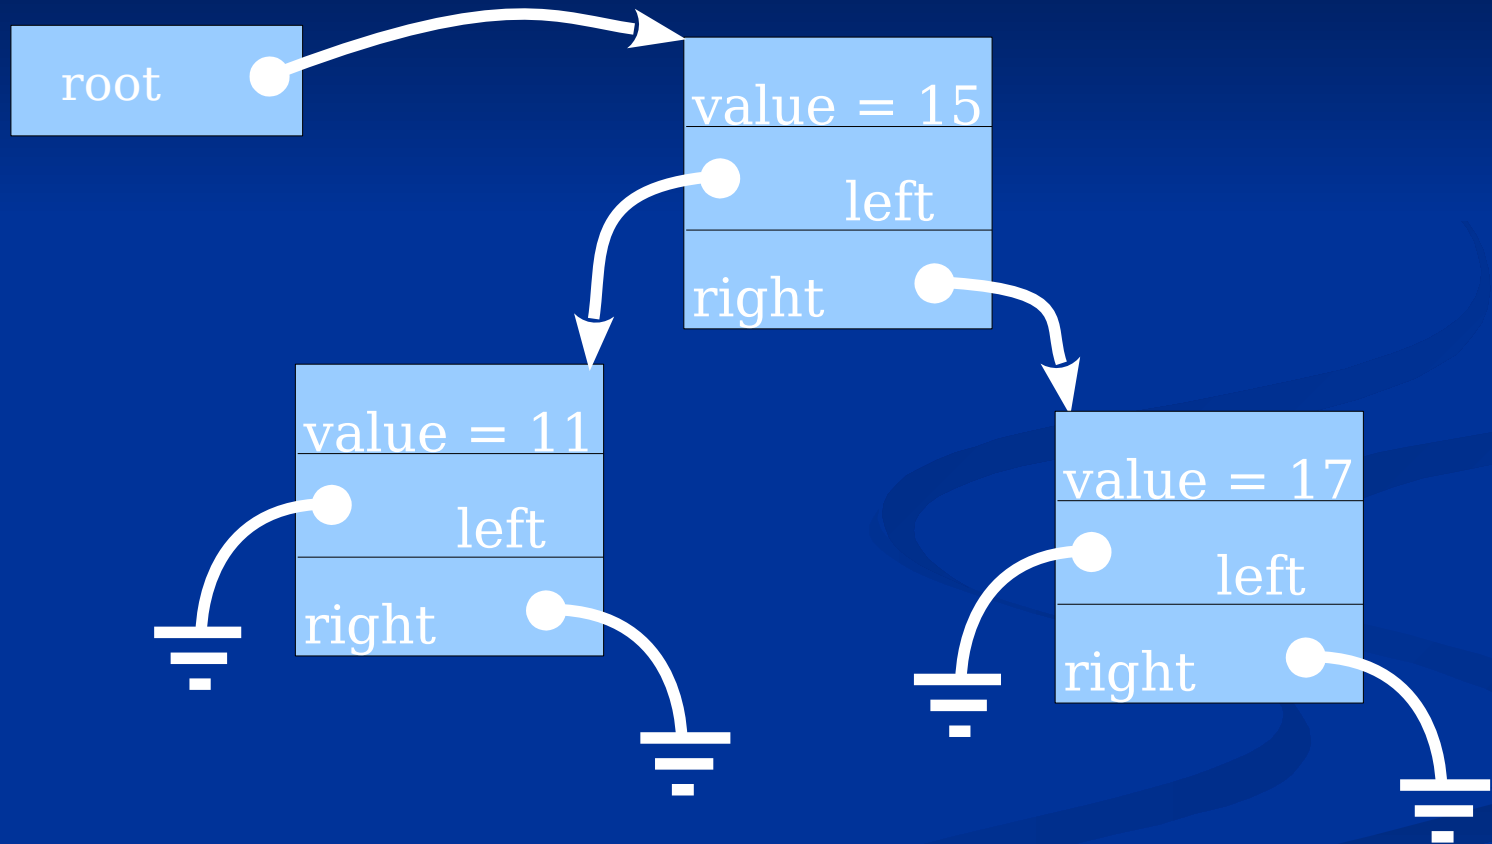 root
value = 15
left
right
value = 11
left
right
value = 17
left
right